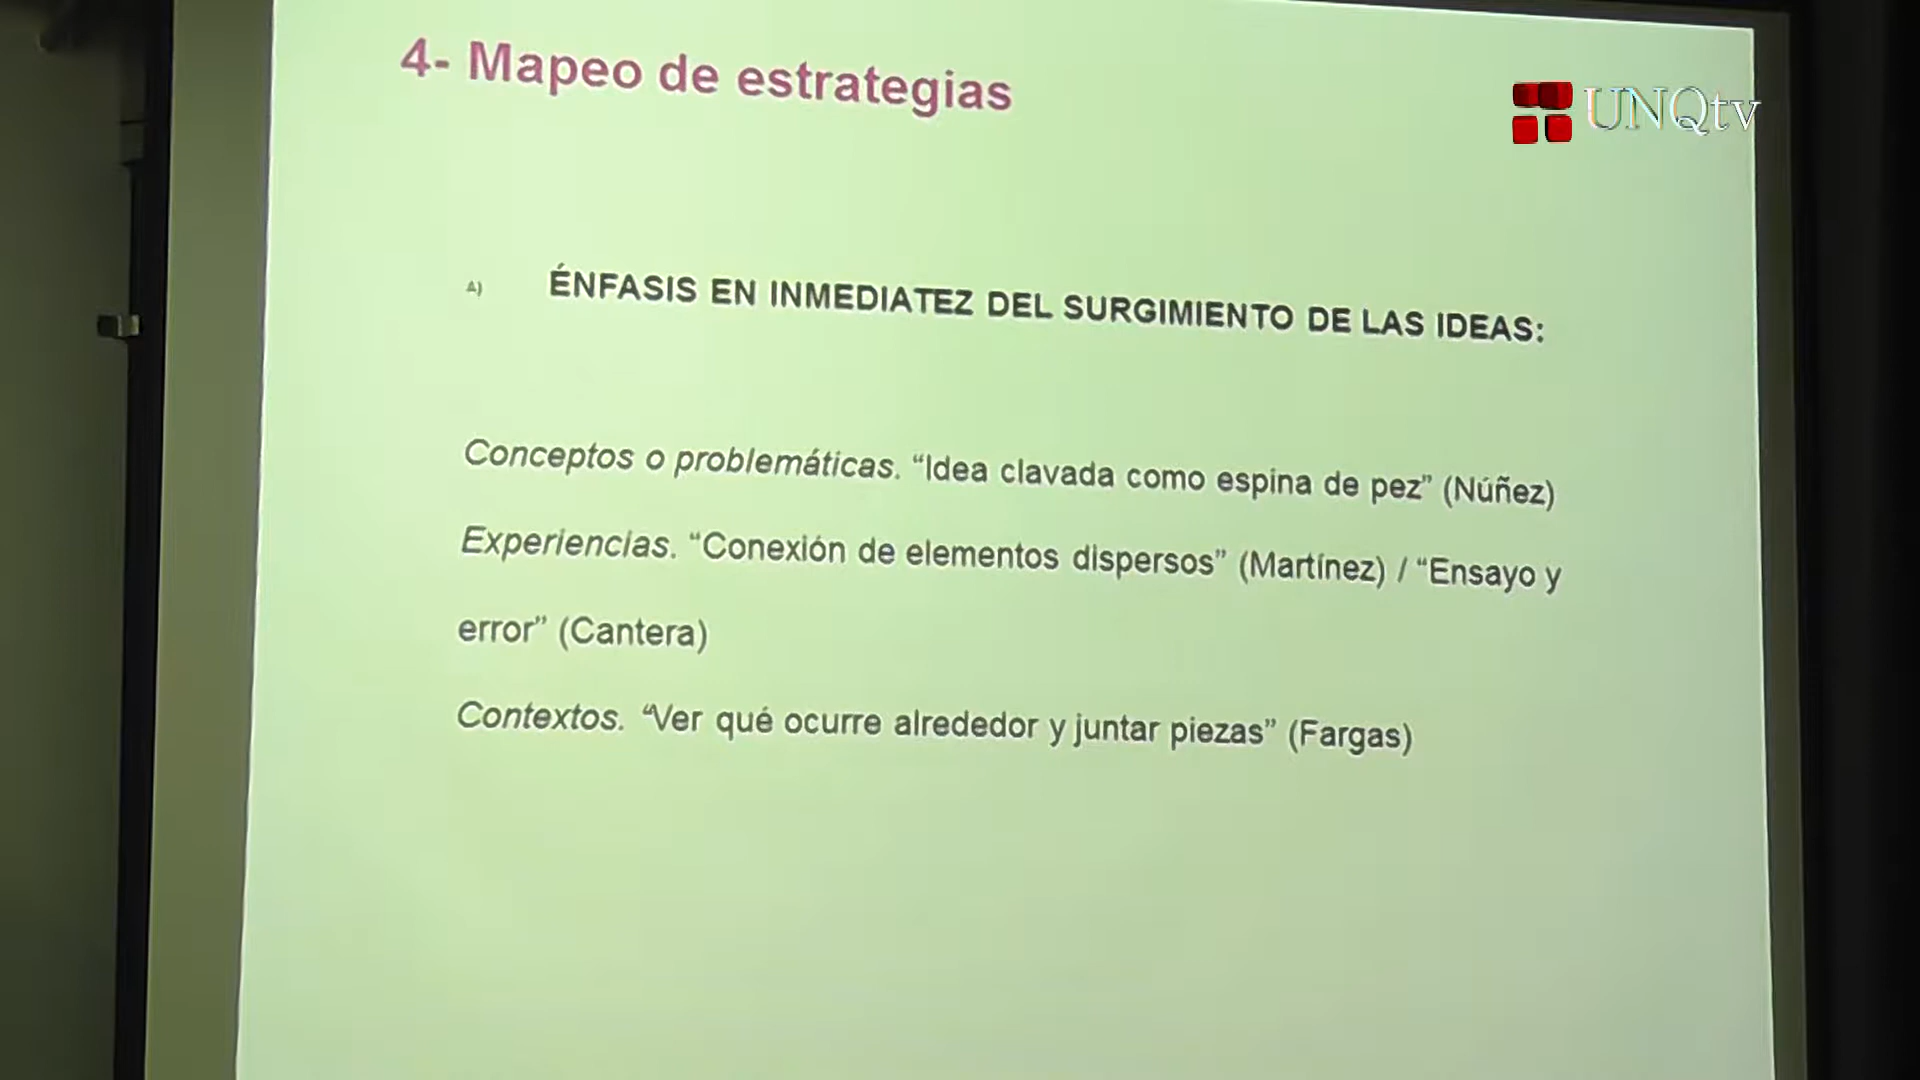 4- Mapeo de estrategias
UNQtv
A) ÉNFASIS EN INMEDIATEZ DEL SURGIMIENTO DE LAS IDEAS:
Conceptos o problemáticas. “Idea clavada como espina de pez” (Núñez)
Experiencias. “Conexión de elementos dispersos” (Martínez) / “Ensayo y
error” (Cantera)
Contextos. “Ver qué ocurre alrededor y juntar piezas” (Fargas)